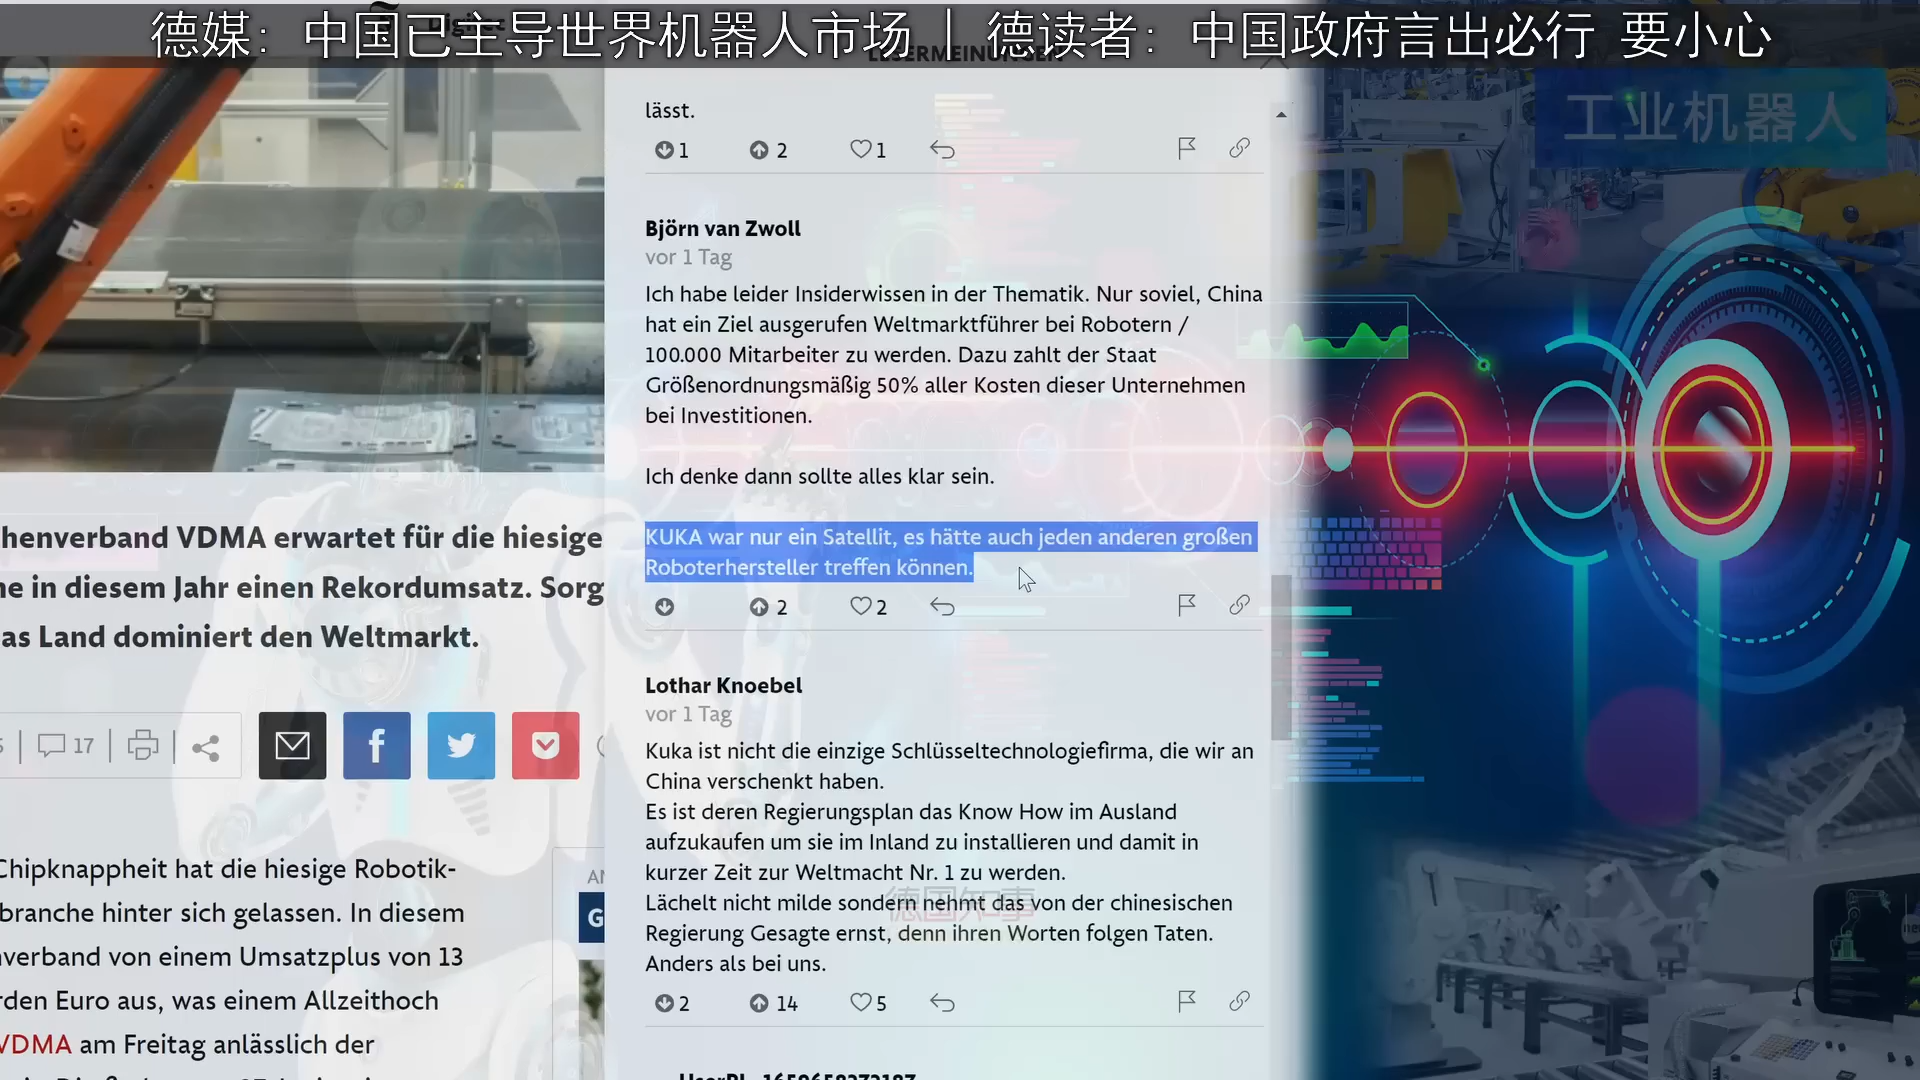 德媒：中国已主导世界机器人市场 | 德读者：中国政府言出必行 要小心
LESERMEINUNGEN
工业机器人
lässt.
1 2 1
Björn van Zwoll
vor 1 Tag
Ich habe leider Insiderwissen in der Thematik. Nur soviel, China
hat ein Ziel ausgerufen Weltmarktführer bei Robotern /
100.000 Mitarbeiter zu werden. Dazu zahlt der Staat
Größenordnungsmäßig 50% aller Kosten dieser Unternehmen
bei Investitionen.
Ich denke dann sollte alles klar sein.
KUKA war nur ein Satellit, es hätte auch jeden anderen großen
Roboterhersteller treffen können.
2 2
Lothar Knoebel
vor 1 Tag
Kuka ist nicht die einzige Schlüsseltechnologiefirma, die wir an
China verschenkt haben.
Es ist deren Regierungsplan das Know How im Ausland
aufzukaufen um sie im Inland zu installieren und damit in
kurzer Zeit zur Weltmacht Nr. 1 zu werden.
Lächelt nicht milde sondern nehmt das von der chinesischen
Regierung Gesagte ernst, denn ihren Worten folgen Taten.
Anders als bei uns.
2 14 5
德国知事
henverband VDMA erwartet für die hiesige
ne in diesem Jahr einen Rekordumsatz. Sorg
as Land dominiert den Weltmarkt.
17
Chipknappheit hat die hiesige Robotik-
branche hinter sich gelassen. In diesem
verband von einem Umsatzplus von 13
rden Euro aus, was einem Allzeithoch
VDMA am Freitag anlässlich der